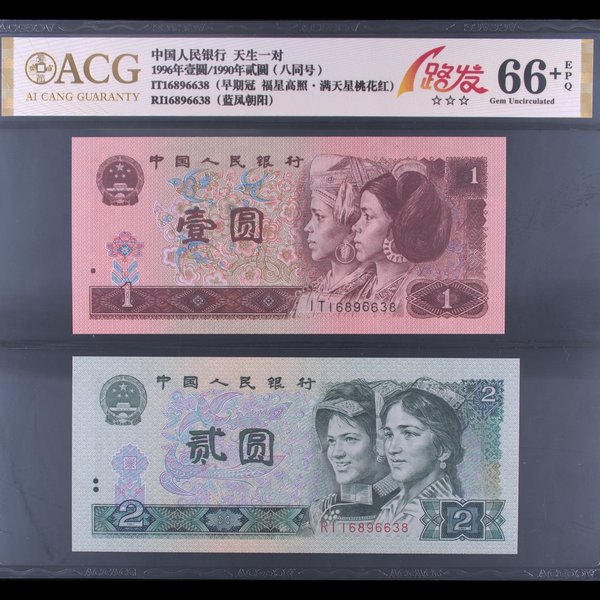 ACG
AI CANG GUARANTY
中国人民银行 天生一对
1996年壹圆/1990年贰圆（八同号）
IT16896638（早期冠 福星高照·满天星桃花红）
RI16896638（蓝凤朝阳）
1路发
☆☆☆
66+
EPQ
Gem Uncirculated
中国人民银行
1
壹圆
1
IT16896638
1
中国人民银行
2
贰圆
2
RI16896638
2